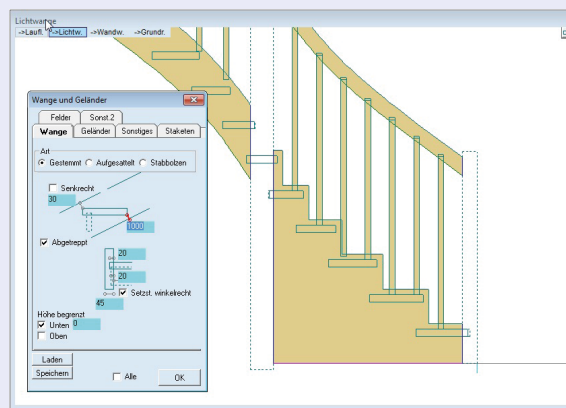 Lichtwange
->Laufl. ->Lichtw. ->Wandw. ->Grundr.
Wange und Geländer
Felder Sonst.2
Wange Geländer Sonstiges Staketen
Art
Gestemmt Aufgesattelt Stabbolzen
Senkrecht
30
1000
Abgetreppt
20
20
Setzst. winkelrecht
45
Höhe begrenzt
Unten 0
Oben
Laden
Speichern
Alle
OK